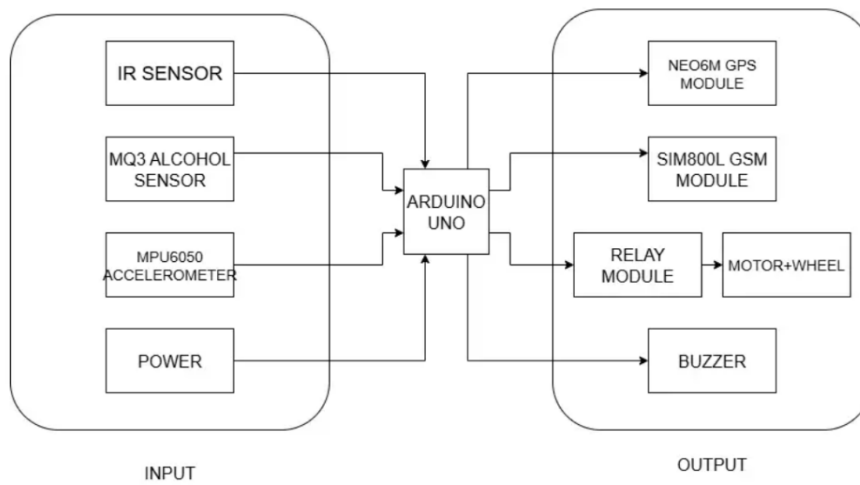 IR SENSOR
MQ3 ALCOHOL
SENSOR
MPU6050
ACCELEROMETER
POWER
INPUT
ARDUINO
UNO
NEO6M GPS
MODULE
SIM800L GSM
MODULE
RELAY
MODULE
MOTOR+WHEEL
BUZZER
OUTPUT